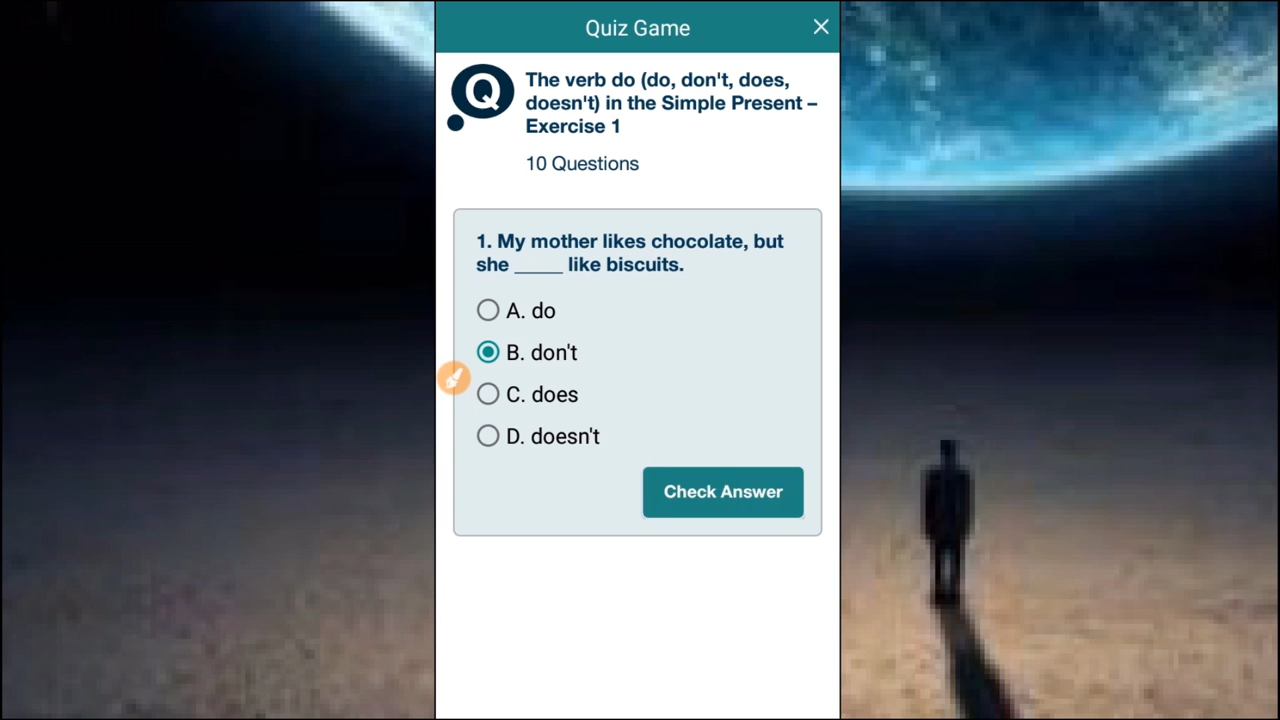 Quiz Game
Q
The verb do (do, don't, does,
doesn't) in the Simple Present –
Exercise 1
10 Questions
1. My mother likes chocolate, but
she _____ like biscuits.
A. do
B. don't
C. does
D. doesn't
Check Answer